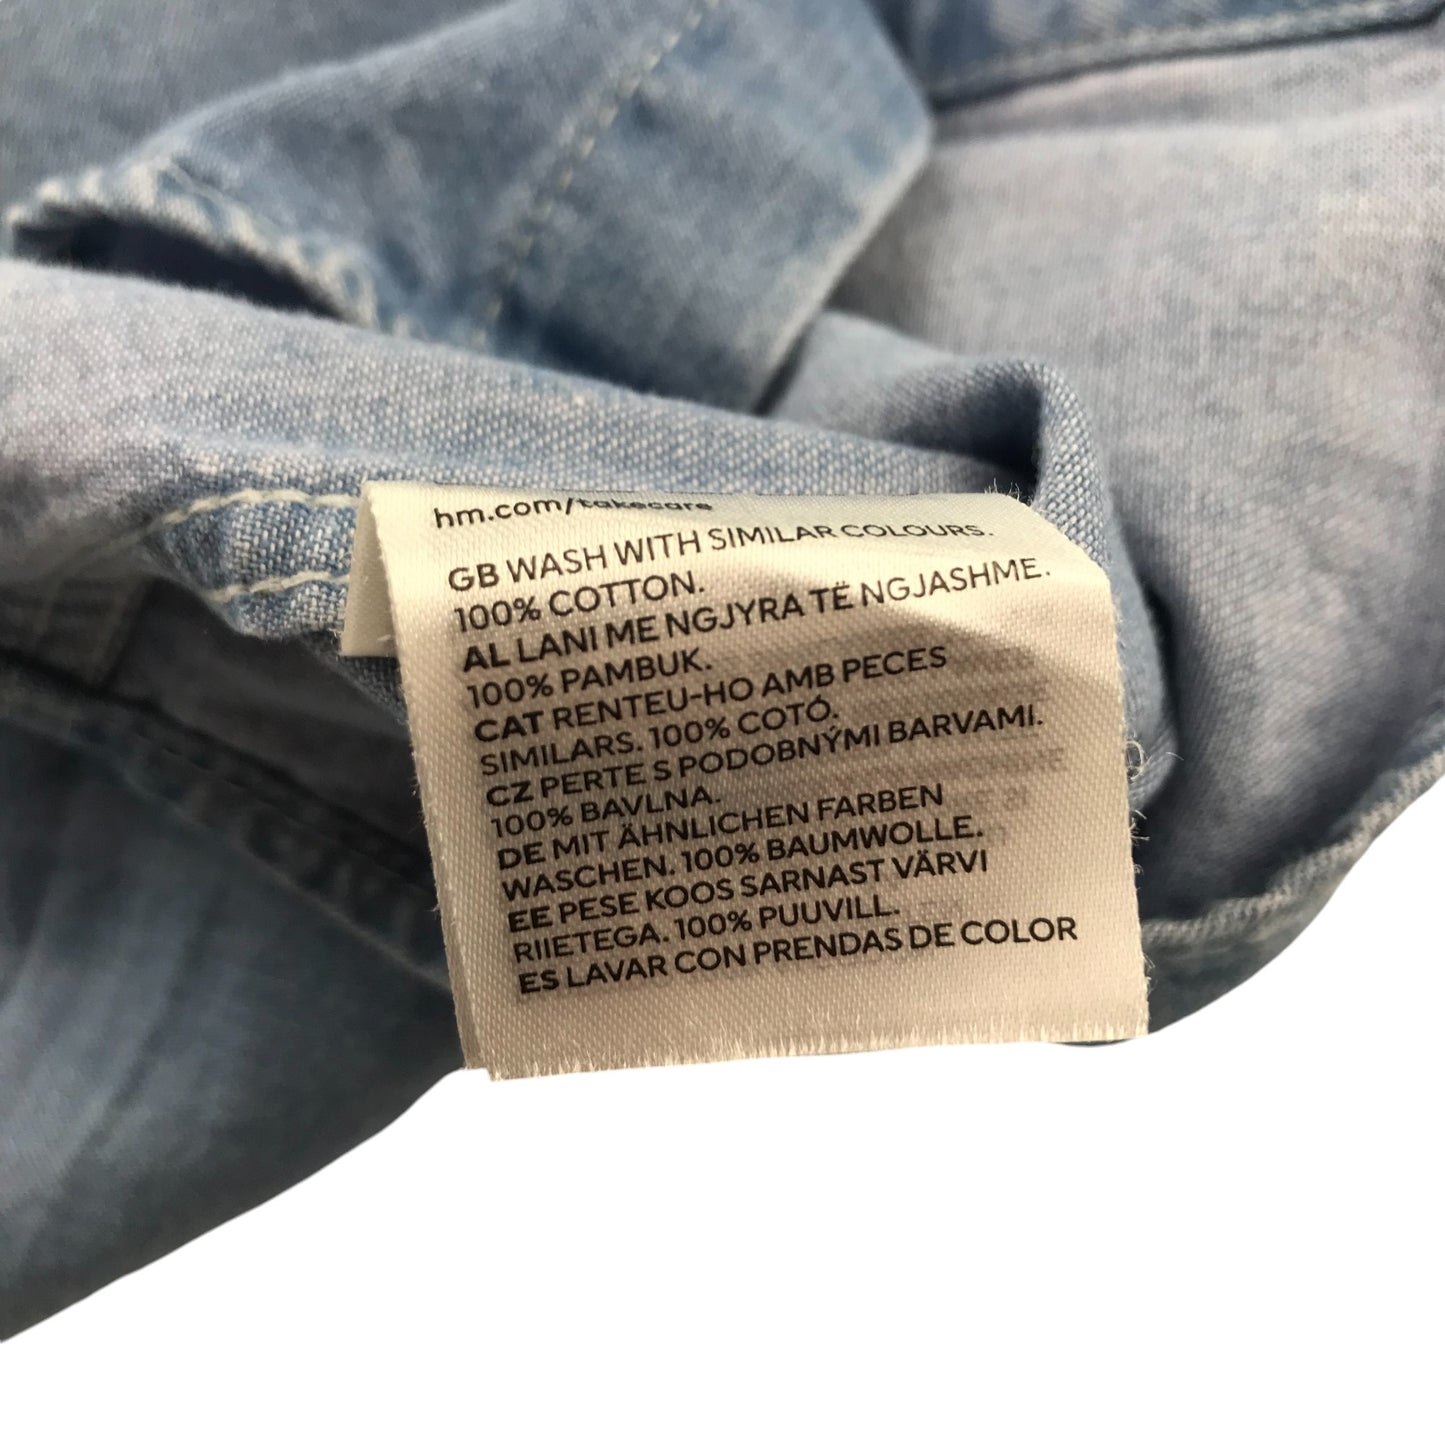 hm.com/takecare
GB WASH WITH SIMILAR COLOURS.
100% COTTON.
AL LANI ME NGJYRA TË NGJASHME.
100% PAMBUK.
CAT RENTEU-HO AMB PECES
SIMILARS. 100% COTÓ.
CZ PERTE S PODOBNÝMI BARVAMI.
100% BAVLNA.
DE MIT ÄHNLICHEN FARBEN
WASCHEN. 100% BAUMWOLLE.
EE PESE KOOS SARNAST VÄRVI
RIIETEGA. 100% PUUVILL.
ES LAVAR CON PRENDAS DE COLOR